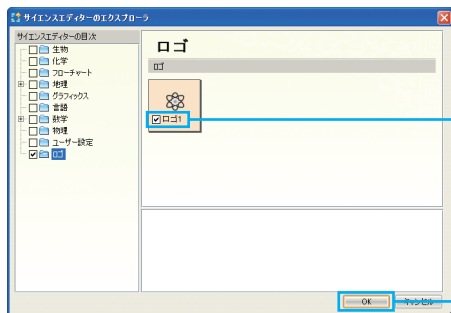 サイエンスエディターのエクスプローラ
サイエンスエディターの目次
生物
化学
フローチャート
地理
グラフィックス
言語
数学
物理
ユーザー設定
ロゴ
ロゴ
ロゴ
ロゴ1
OK
キャンセル